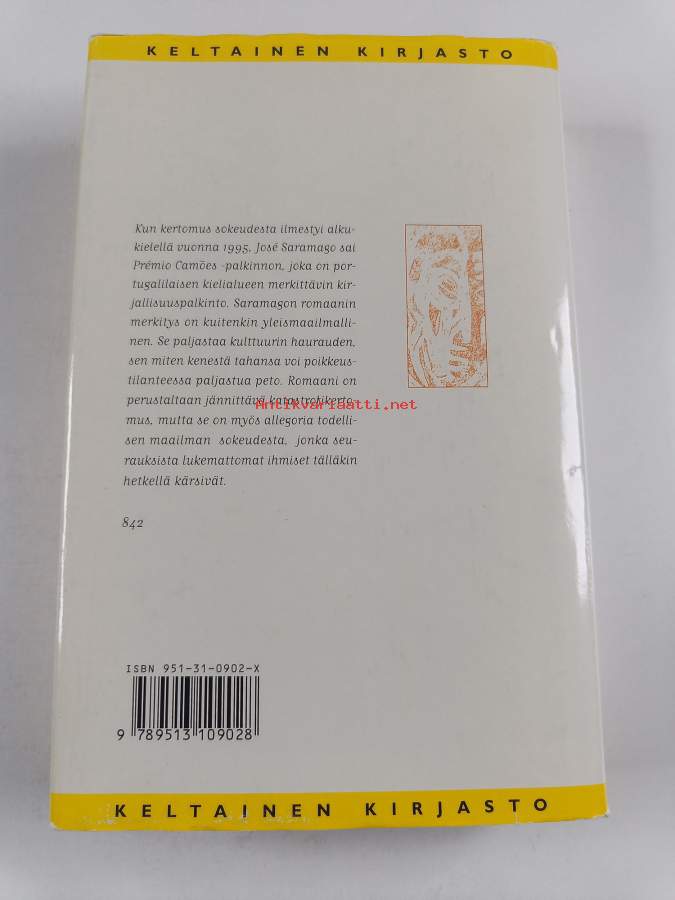 KELTAINEN KIRJASTO
Kun kertomus sokeudesta ilmestyi alku-
kielellä vuonna 1995, José Saramago sai
Prémio Camões -palkinnon, joka on por-
tugalilaisen kielialueen merkittävin kir-
jallisuuspalkinto. Saramagon romaanin
merkitys on kuitenkin yleismaailmalli-
nen. Se paljastaa kulttuurin haurauden,
sen miten kenestä tahansa voi poikkeus-
tilanteessa paljastua peto. Romaani on
perustaltaan jännittävä katastrofikerto-
Antikvariaatti.net
mus, mutta se on myös allegoria todelli-
sen maailman sokeudesta, jonka seu-
rauksista lukemattomat ihmiset tälläkin
hetkellä kärsivät.
842
ISBN 951-31-0902-X
9 789513 109028
KELTAINEN KIRJASTO